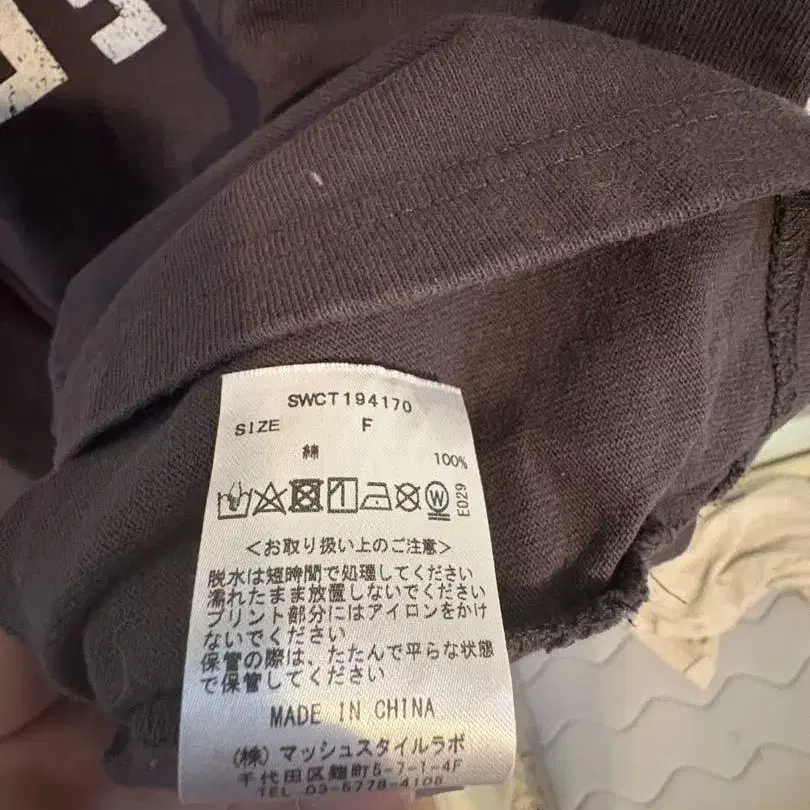 SWCT194170
SIZE F
綿 100%
W
E029
<お取り扱い上のご注意>
脱水は短時間で処理してください
濡れたまま放置しないでください
プリント部分にはアイロンをかけ
ないでください
保管の際は、たたんで平らな状態
で保管してください
MADE IN CHINA
(株)マッシュスタイルラボ
千代田区麹町5-7-1-4F
TEL 03-5778-4108